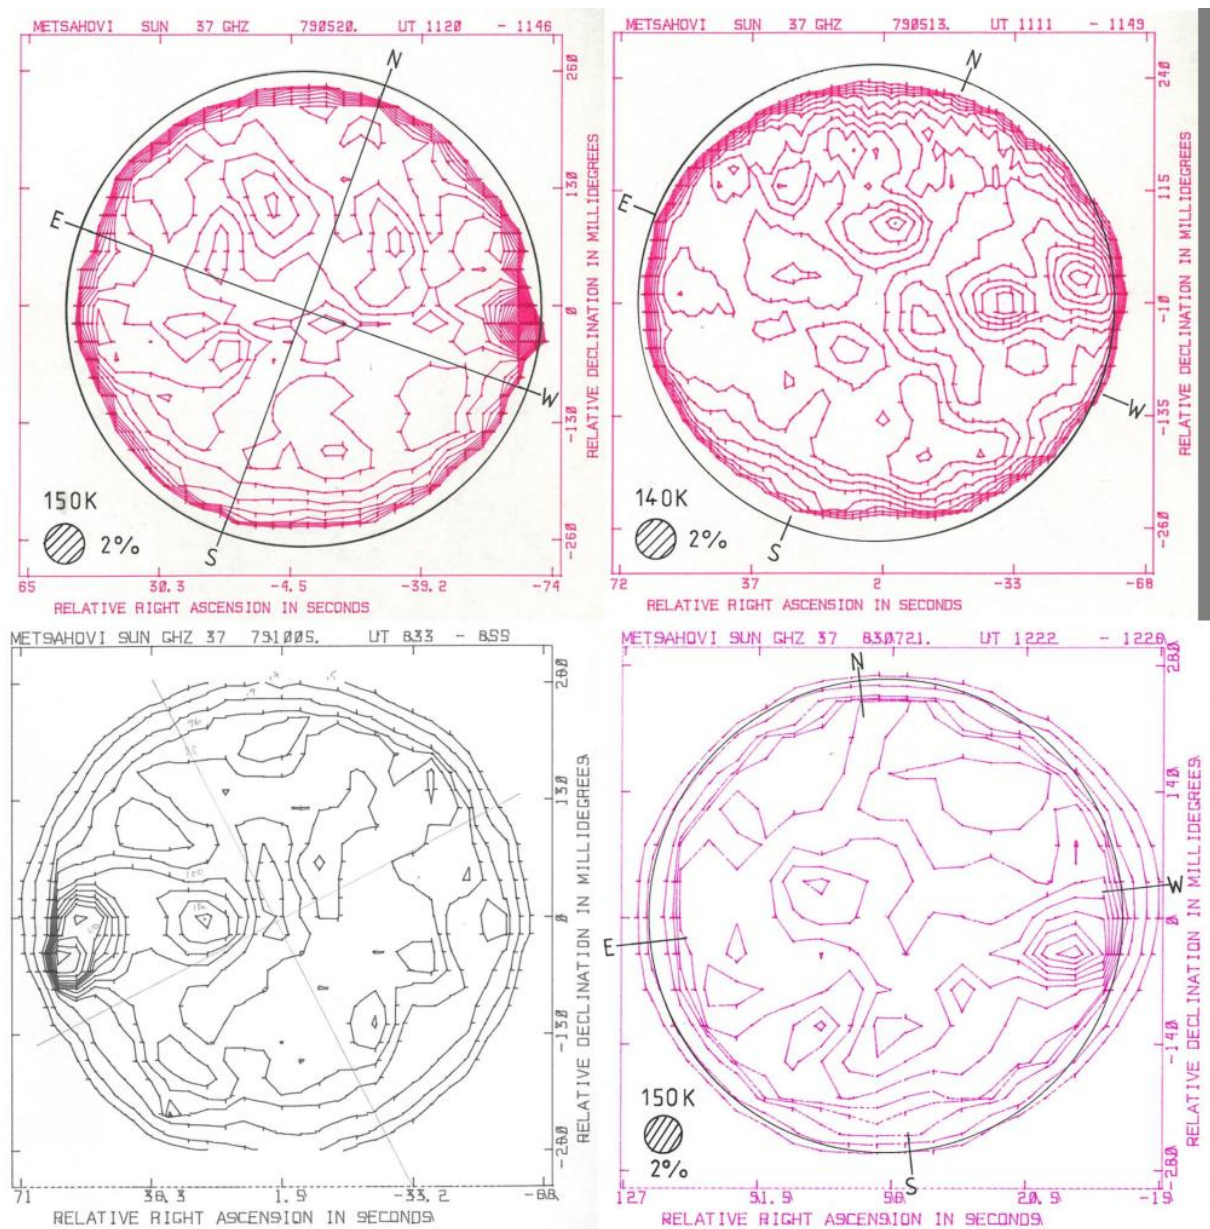 METSAHOVI SUN 37 GHZ 790520. UT 1120 - 1146
N
E
W
S
150K
2%
260
130
0
-130
-260
RELATIVE DECLINATION IN MILLIDEGREES
65 30.3 -4.5 -39.2 -74
RELATIVE RIGHT ASCENSION IN SECONDS
METSAHOVI SUN 37 GHZ 790513. UT 1111 - 1149
N
E
W
S
140K
2%
240
115
-10
-135
-260
RELATIVE DECLINATION IN MILLIDEGREES
72 37 2 -33 -68
RELATIVE RIGHT ASCENSION IN SECONDS
METSAHOVI SUN GHZ 37 791005. UT 833 - 855
280
130
0
-130
-260
RELATIVE DECLINATION IN MILLIDEGREES
71 36.3 1.9 -33.2 -68
RELATIVE RIGHT ASCENSION IN SECONDS
METSAHOVI SUN GHZ 37 830721. UT 1222 - 1226
N
E
W
S
150K
2%
280
140
0
-140
-280
RELATIVE DECLINATION IN MILLIDEGREES
127 91.9 20.9 -19
RELATIVE RIGHT ASCENSION IN SECONDS